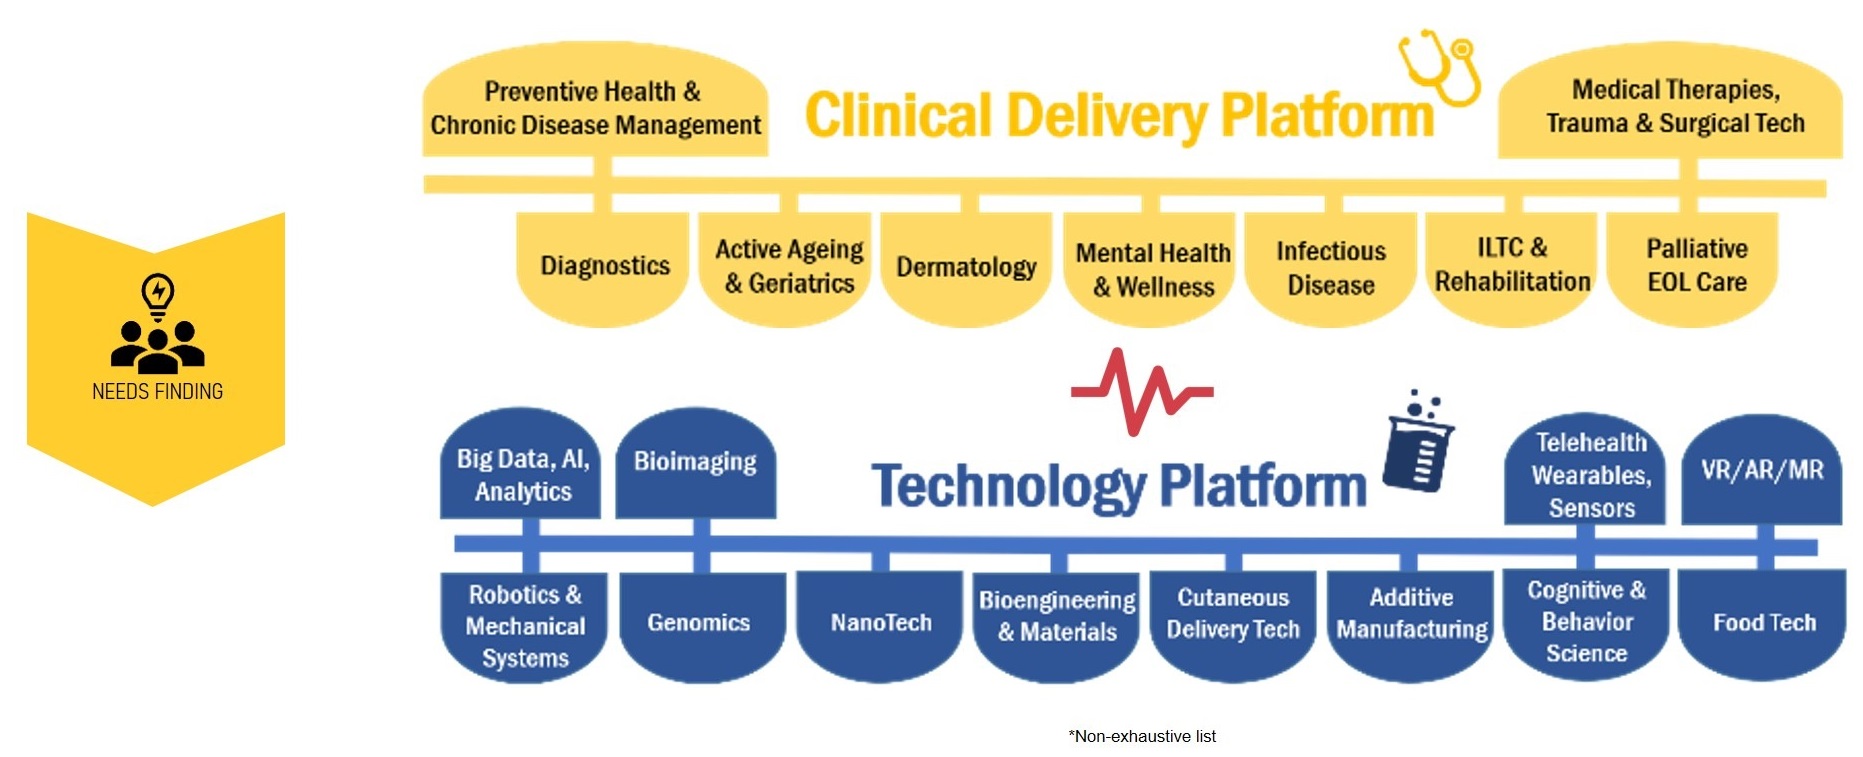 NEEDS FINDING
Preventive Health &
Chronic Disease Management
Clinical Delivery Platform
Medical Therapies,
Trauma & Surgical Tech
Diagnostics
Active Ageing
& Geriatrics
Dermatology
Mental Health
& Wellness
Infectious
Disease
ILTC &
Rehabilitation
Palliative
EOL Care
Big Data, AI,
Analytics
Bioimaging
Technology Platform
Telehealth
Wearables,
Sensors
VR/AR/MR
Robotics &
Mechanical
Systems
Genomics
NanoTech
Bioengineering
& Materials
Cutaneous
Delivery Tech
Additive
Manufacturing
Cognitive &
Behavior
Science
Food Tech
*Non-exhaustive list